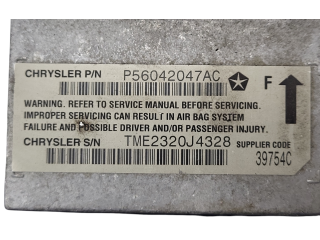 CHRYSLER P/N P56042047AC F
WARNING. REFER TO SERVICE MANUAL BEFORE SERVICING.
IMPROPER SERVICING CAN RESULT IN AIR BAG SYSTEM
FAILURE AND POSSIBLE DRIVER AND/OR PASSENGER INJURY.
CHRYSLER S/N TME2320J4328 SUPPLIER CODE
39754C